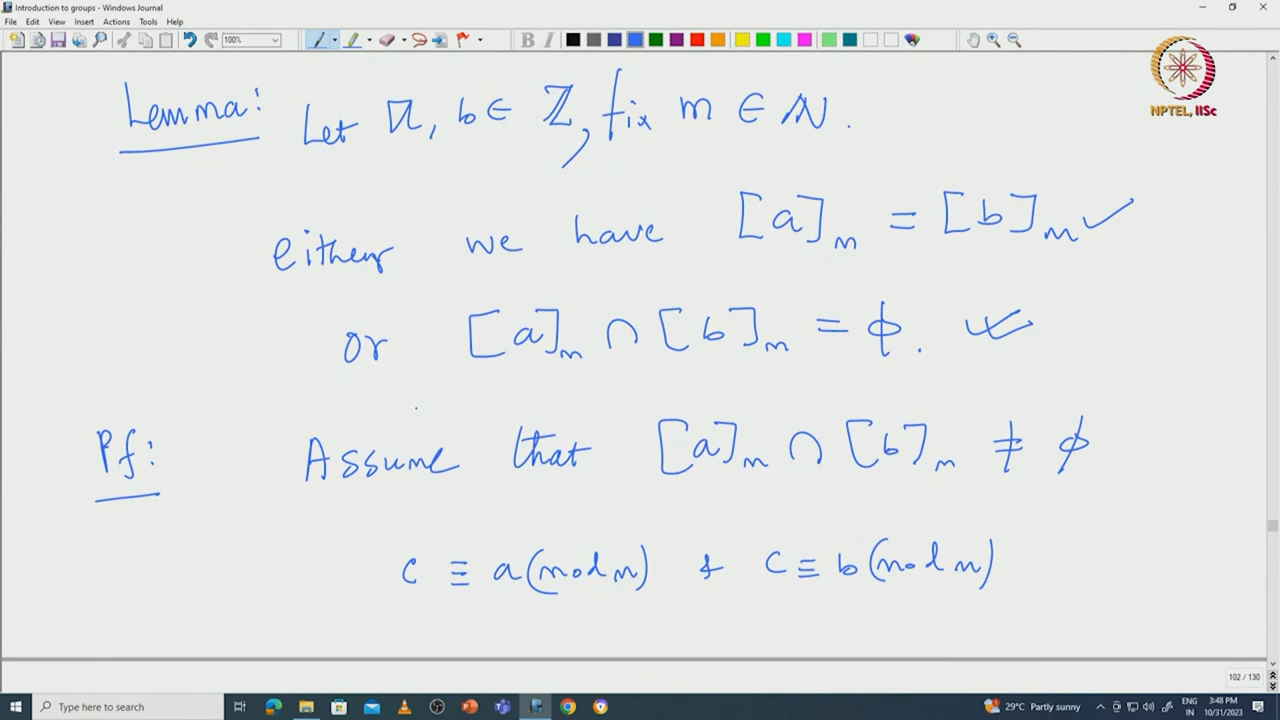 Introduction to groups - Windows Journal
File Edit View Insert Actions Tools Help
100%
B I
NPTEL, IISc
Lemma: Let a, b ∈ ℤ, fix m ∈ ℕ.
either we have [a]m = [b]m ✓
or [a]m ∩ [b]m = ϕ.
Pf: Assume that [a]m ∩ [b]m ≠ ϕ
c ≡ a(mod m) & c ≡ b(mod m)
102 / 130
Type here to search
29°C Partly sunny
ENG
IN
3:48 PM
10/31/2023